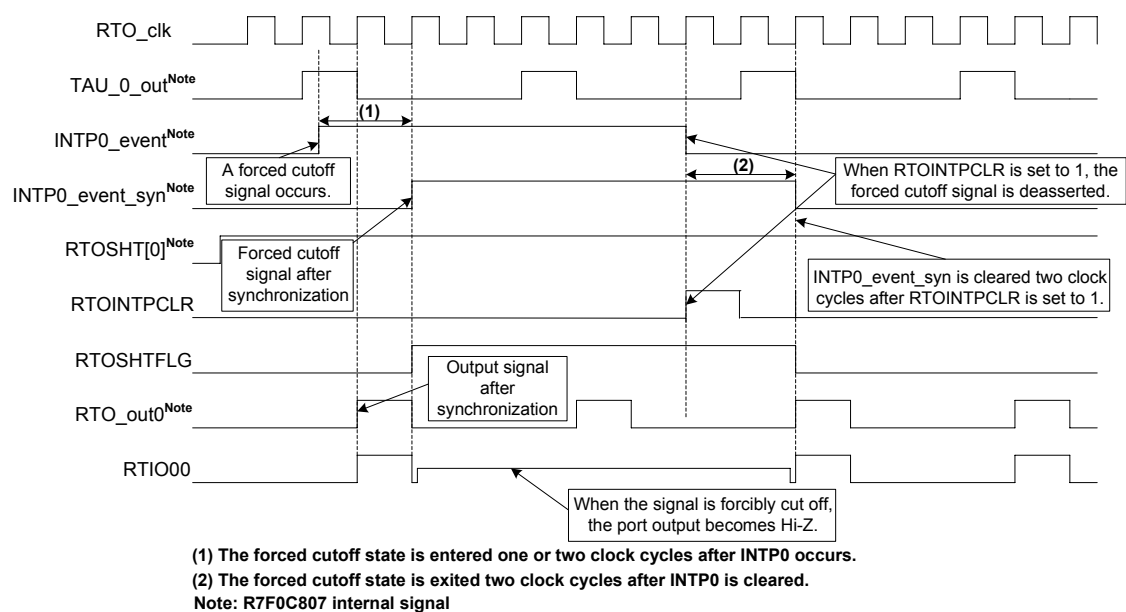 RTO_clk
TAU_0_outNote
(1)
INTP0_eventNote
A forced cutoff
signal occurs.
When RTOINTPCLR is set to 1, the
forced cutoff signal is deasserted.
(2)
INTP0_event_synNote
RTOSHT[0]Note
Forced cutoff
signal after
synchronization
INTP0_event_syn is cleared two clock
cycles after RTOINTPCLR is set to 1.
RTOINTPCLR
RTOSHTFLG
Output signal
after
synchronization
RTO_out0Note
RTIO00
When the signal is forcibly cut off,
the port output becomes Hi-Z.
(1) The forced cutoff state is entered one or two clock cycles after INTP0 occurs.
(2) The forced cutoff state is exited two clock cycles after INTP0 is cleared.
Note: R7F0C807 internal signal